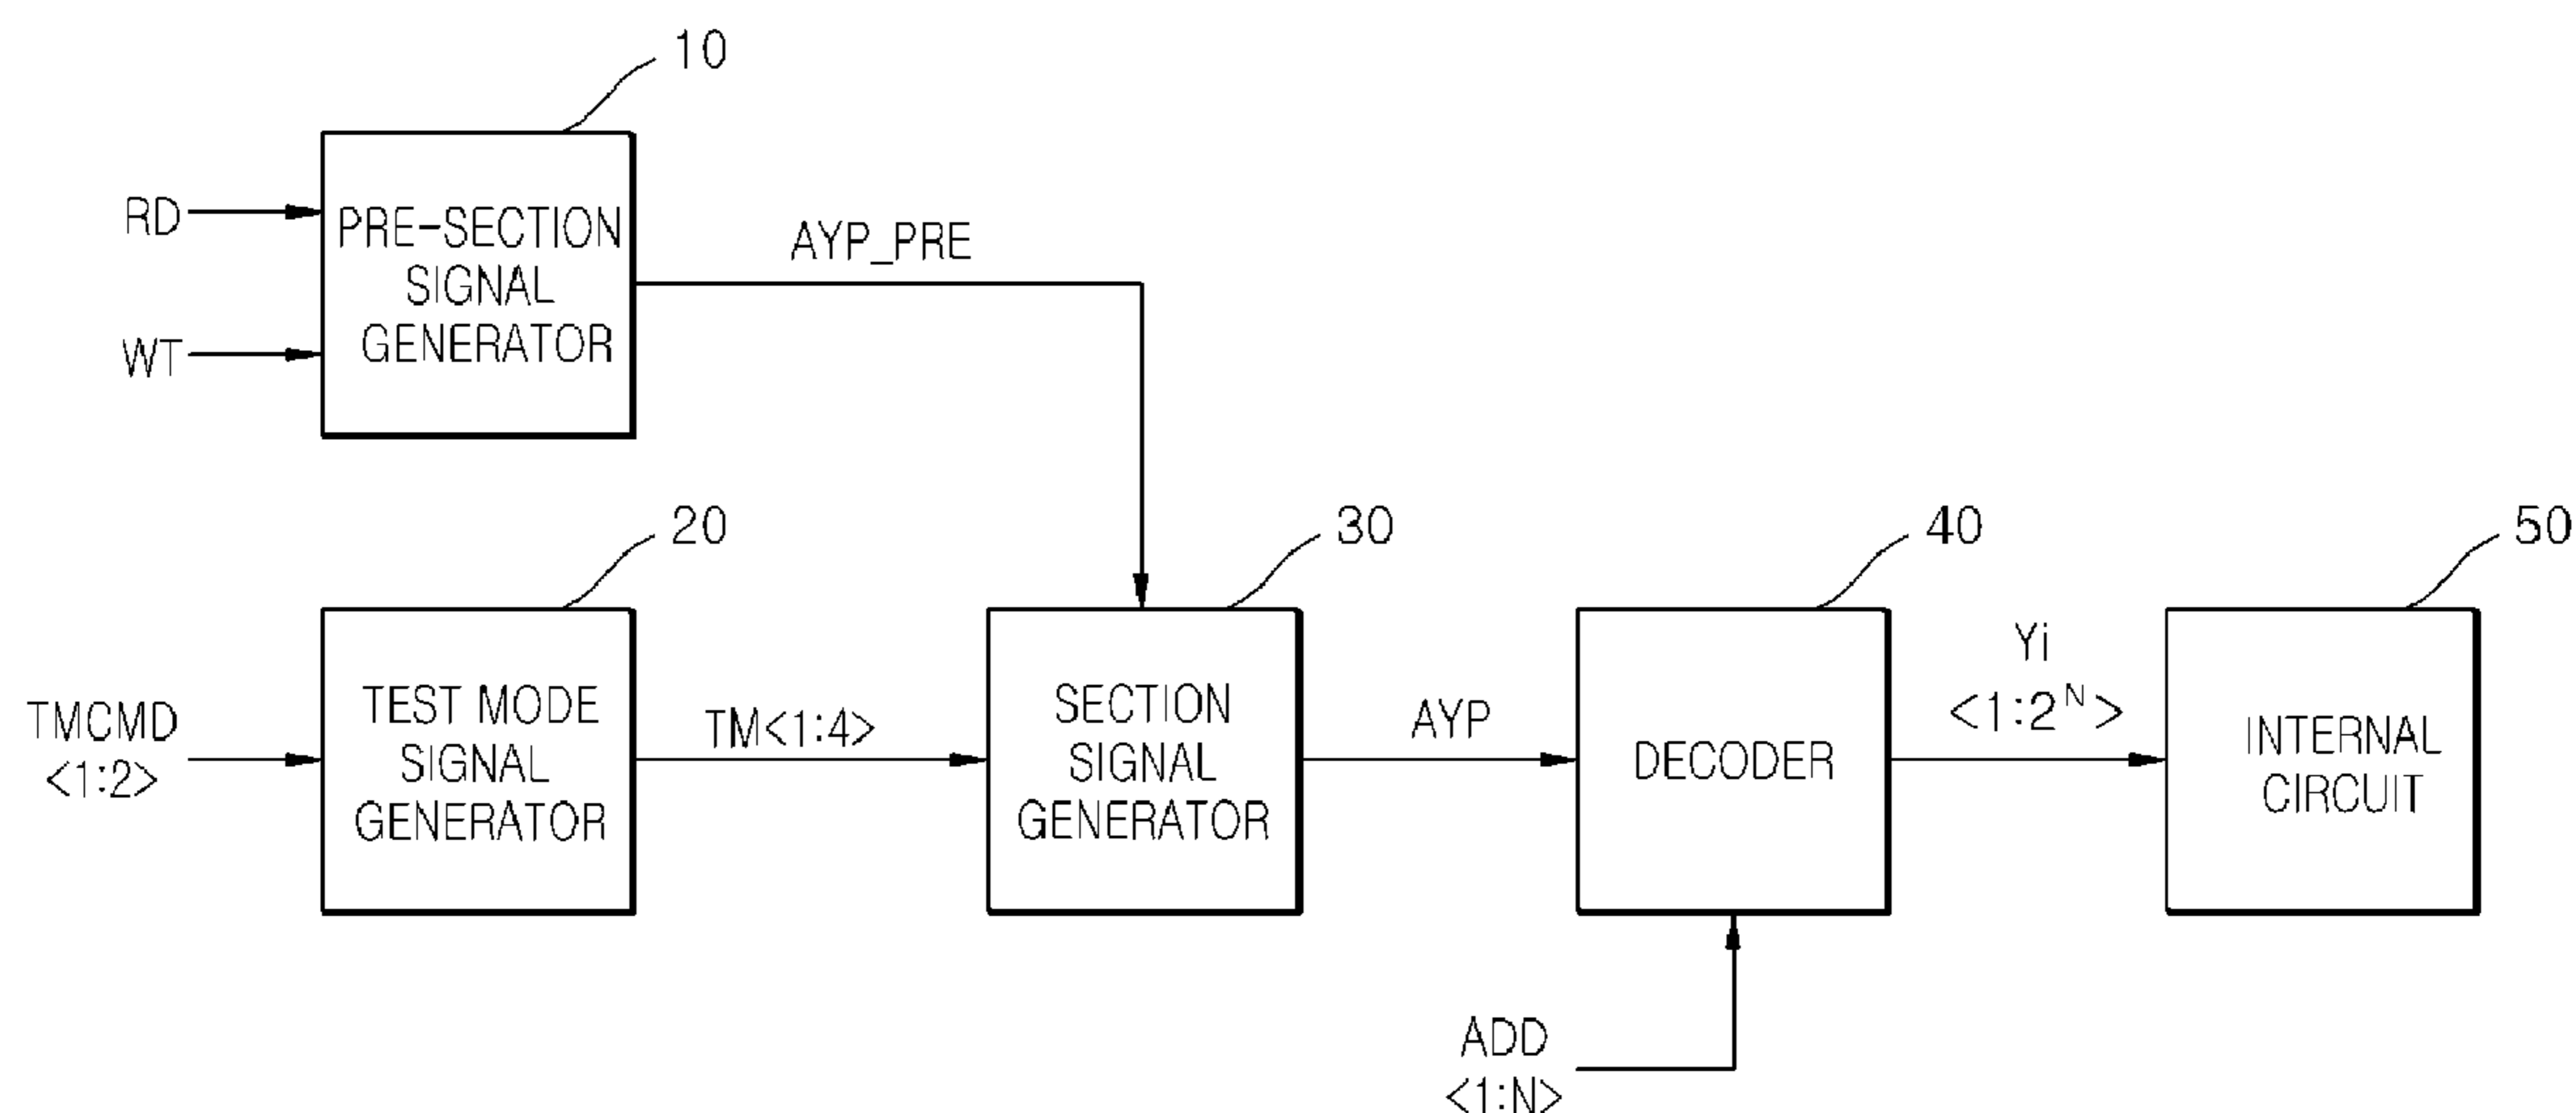 10
RD
PRE-SECTION
SIGNAL
GENERATOR
WT
AYP_PRE
20
30
40
50
TMCMD
<1:2>
TEST MODE
SIGNAL
GENERATOR
TM<1:4>
SECTION
SIGNAL
GENERATOR
AYP
DECODER
Yi
<1:2^N>
INTERNAL
CIRCUIT
ADD
<1:N>